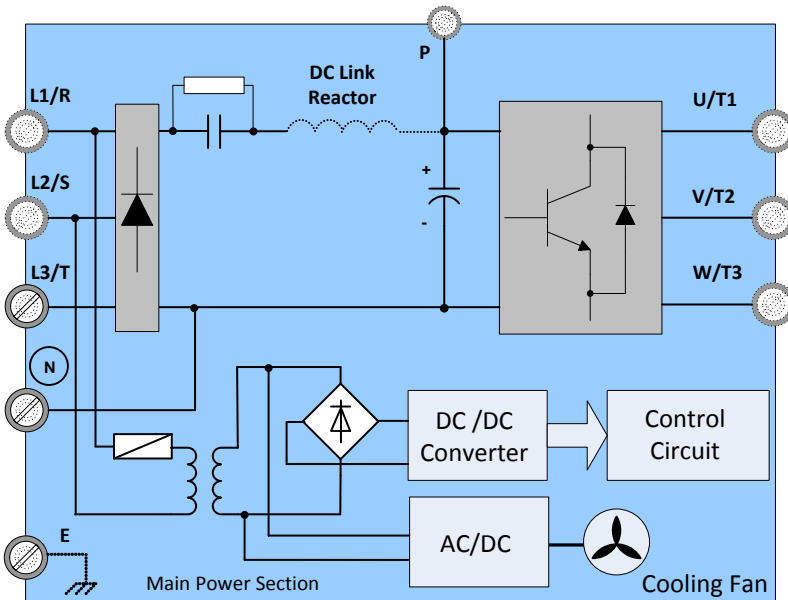 P
DC Link
Reactor
L1/R
U/T1
L2/S
V/T2
+
-
L3/T
W/T3
N
DC /DC
Converter
Control
Circuit
E
AC/DC
Main Power Section
Cooling Fan